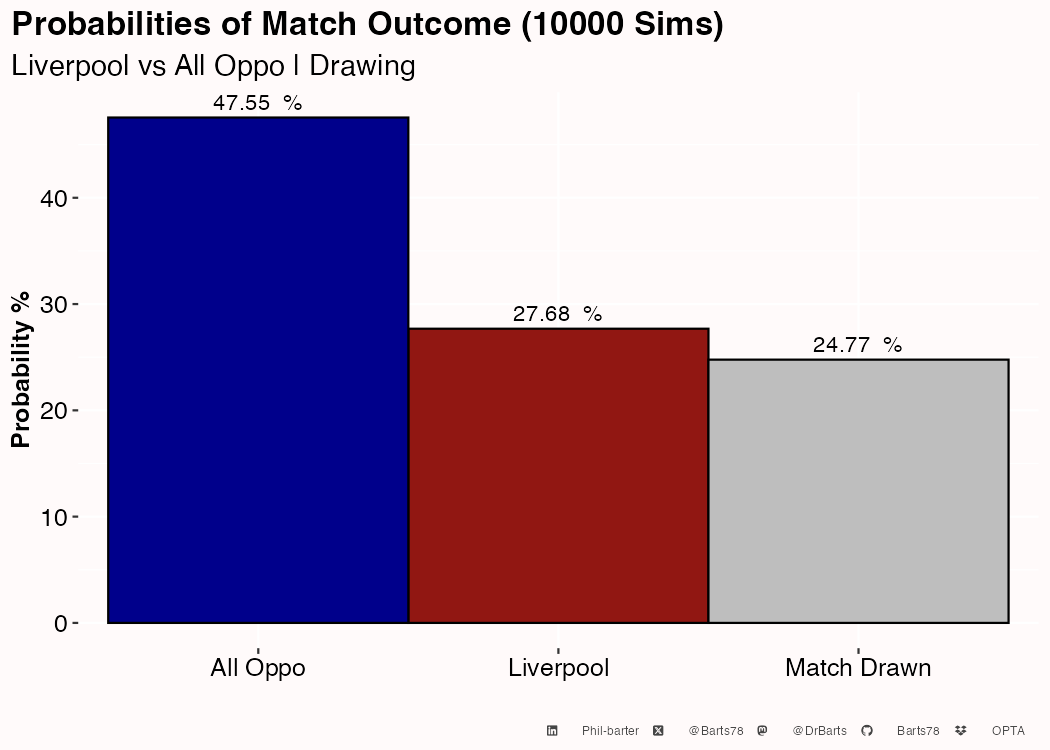 Probabilities of Match Outcome (10000 Sims)
Liverpool vs All Oppo | Drawing
47.55 %
27.68 %
24.77 %
Probability %
40
30
20
10
0
All Oppo
Liverpool
Match Drawn
Phil-barter @Barts78 @DrBarts Barts78 OPTA